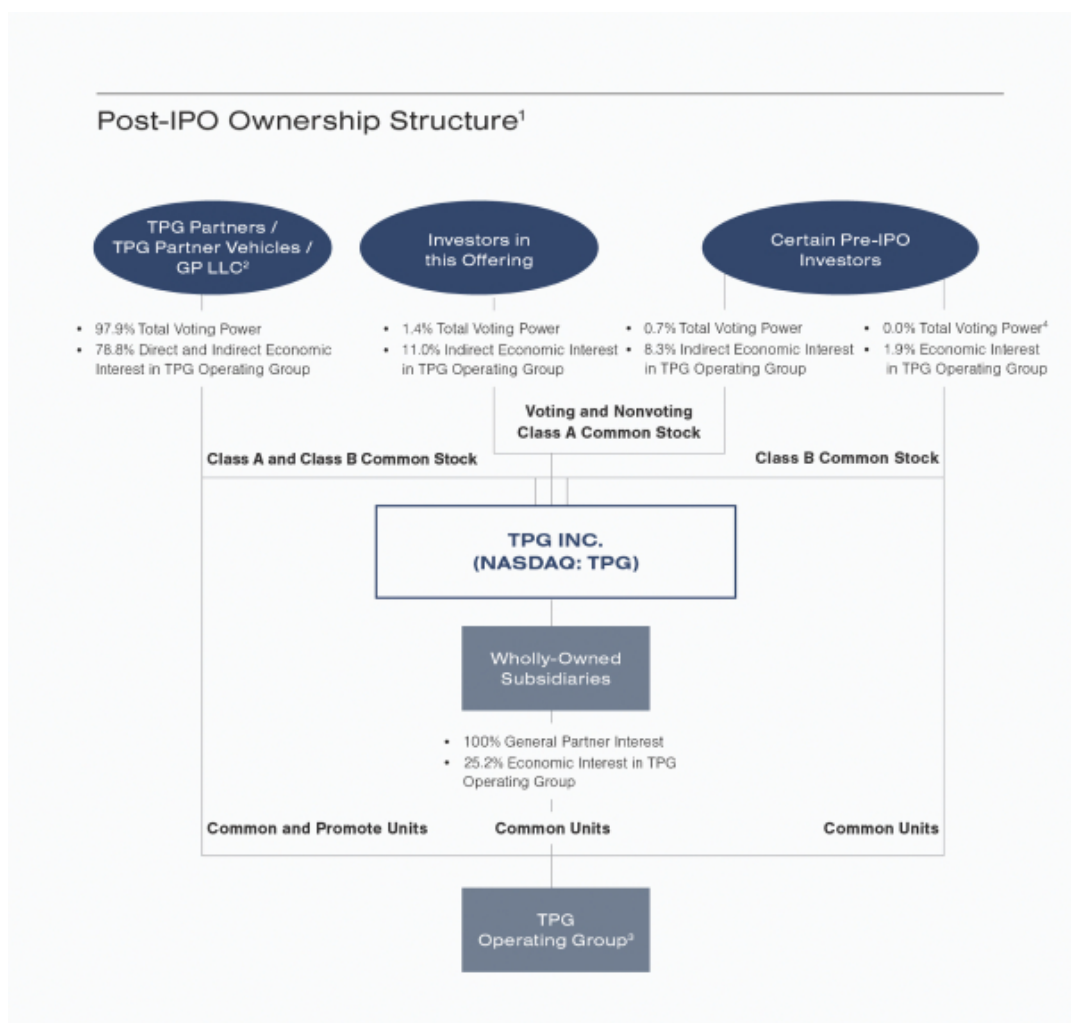 Post-IPO Ownership Structure¹
TPG Partners /
TPG Partner Vehicles /
GP LLC²
Investors in
this Offering
Certain Pre-IPO
Investors
• 97.9% Total Voting Power
• 78.8% Direct and Indirect Economic
Interest in TPG Operating Group
• 1.4% Total Voting Power
• 11.0% Indirect Economic Interest
in TPG Operating Group
• 0.7% Total Voting Power
• 8.3% Indirect Economic Interest
in TPG Operating Group
• 0.0% Total Voting Power⁴
• 1.9% Economic Interest
in TPG Operating Group
Voting and Nonvoting
Class A Common Stock
Class A and Class B Common Stock
Class B Common Stock
TPG INC.
(NASDAQ: TPG)
Wholly-Owned
Subsidiaries
• 100% General Partner Interest
• 25.2% Economic Interest in TPG
Operating Group
Common and Promote Units
Common Units
Common Units
TPG
Operating Group³